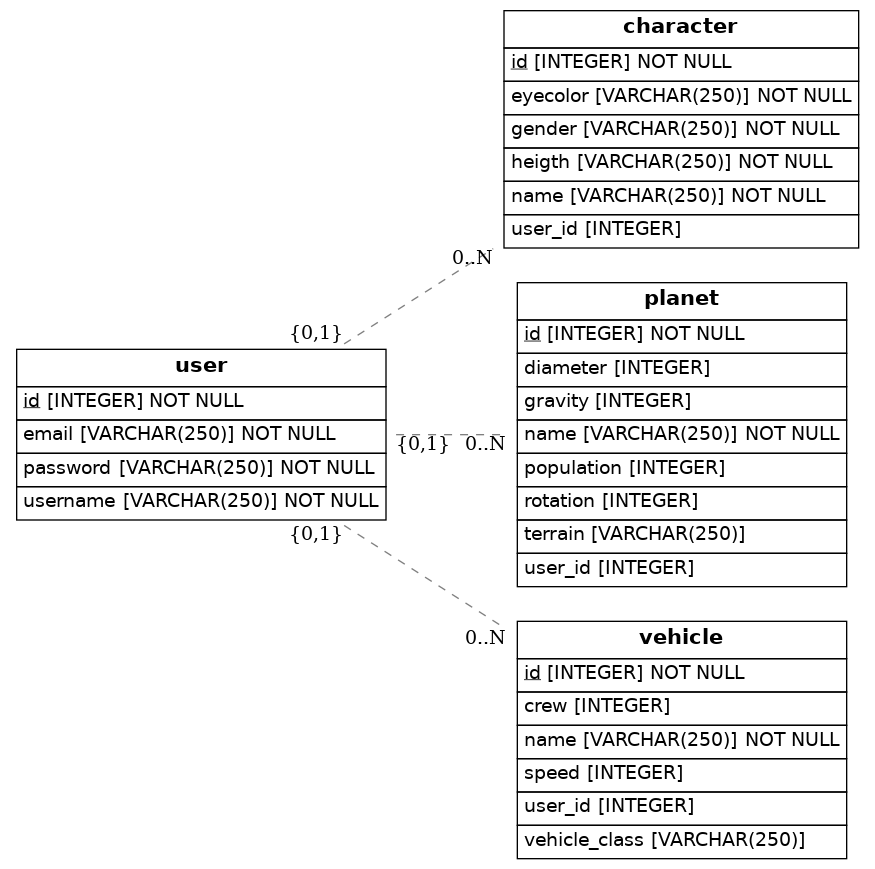 character
id [INTEGER] NOT NULL
eyecolor [VARCHAR(250)] NOT NULL
gender [VARCHAR(250)] NOT NULL
heigth [VARCHAR(250)] NOT NULL
name [VARCHAR(250)] NOT NULL
user_id [INTEGER]
0..N
{0,1}
user
id [INTEGER] NOT NULL
email [VARCHAR(250)] NOT NULL
password [VARCHAR(250)] NOT NULL
username [VARCHAR(250)] NOT NULL
{0,1} 0..N
planet
id [INTEGER] NOT NULL
diameter [INTEGER]
gravity [INTEGER]
name [VARCHAR(250)] NOT NULL
population [INTEGER]
rotation [INTEGER]
terrain [VARCHAR(250)]
user_id [INTEGER]
{0,1}
0..N
vehicle
id [INTEGER] NOT NULL
crew [INTEGER]
name [VARCHAR(250)] NOT NULL
speed [INTEGER]
user_id [INTEGER]
vehicle_class [VARCHAR(250)]